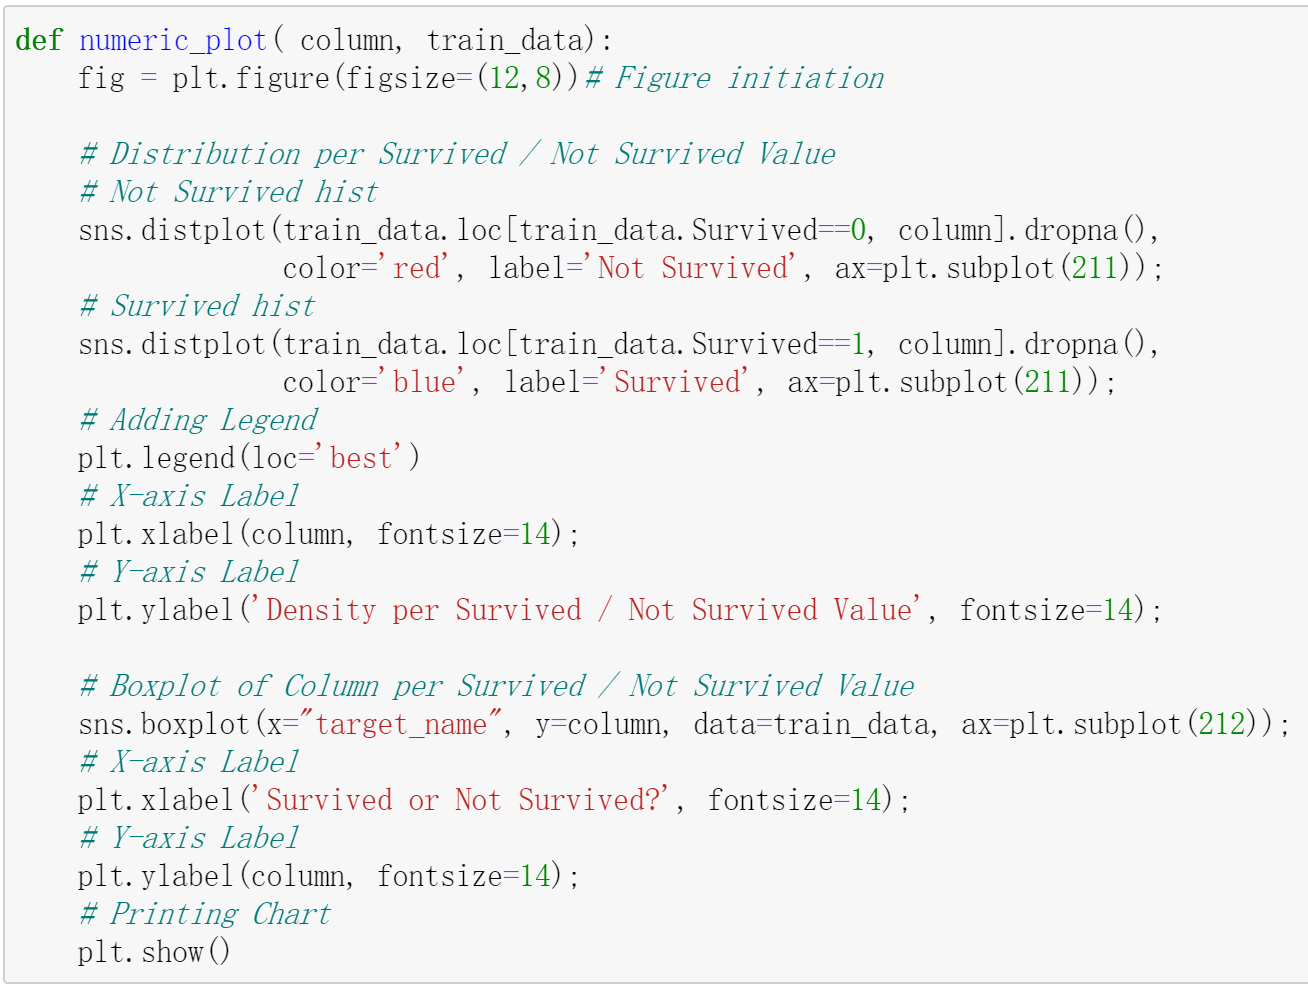 def numeric_plot( column, train_data):
    fig = plt.figure(figsize=(12,8))# Figure initiation
    # Distribution per Survived / Not Survived Value
    # Not Survived hist
    sns.distplot(train_data.loc[train_data.Survived==0, column].dropna(),
                 color='red', label='Not Survived', ax=plt.subplot(211));
    # Survived hist
    sns.distplot(train_data.loc[train_data.Survived==1, column].dropna(),
                 color='blue', label='Survived', ax=plt.subplot(211));
    # Adding Legend
    plt.legend(loc='best')
    # X-axis Label
    plt.xlabel(column, fontsize=14);
    # Y-axis Label
    plt.ylabel('Density per Survived / Not Survived Value', fontsize=14);
    # Boxplot of Column per Survived / Not Survived Value
    sns.boxplot(x="target_name", y=column, data=train_data, ax=plt.subplot(212));
    # X-axis Label
    plt.xlabel('Survived or Not Survived?', fontsize=14);
    # Y-axis Label
    plt.ylabel(column, fontsize=14);
    # Printing Chart
    plt.show()